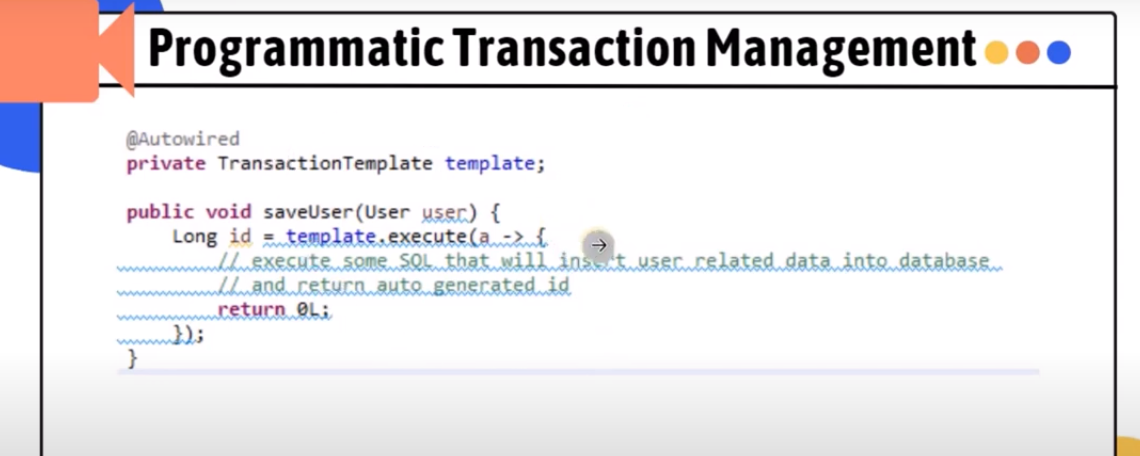 Programmatic Transaction Management
@Autowired
private TransactionTemplate template;
public void saveUser(User user) {
Long id = template.execute(a -> {
// execute some SQL that will insert user related data into database
// and return auto generated id
return 0L;
});
}